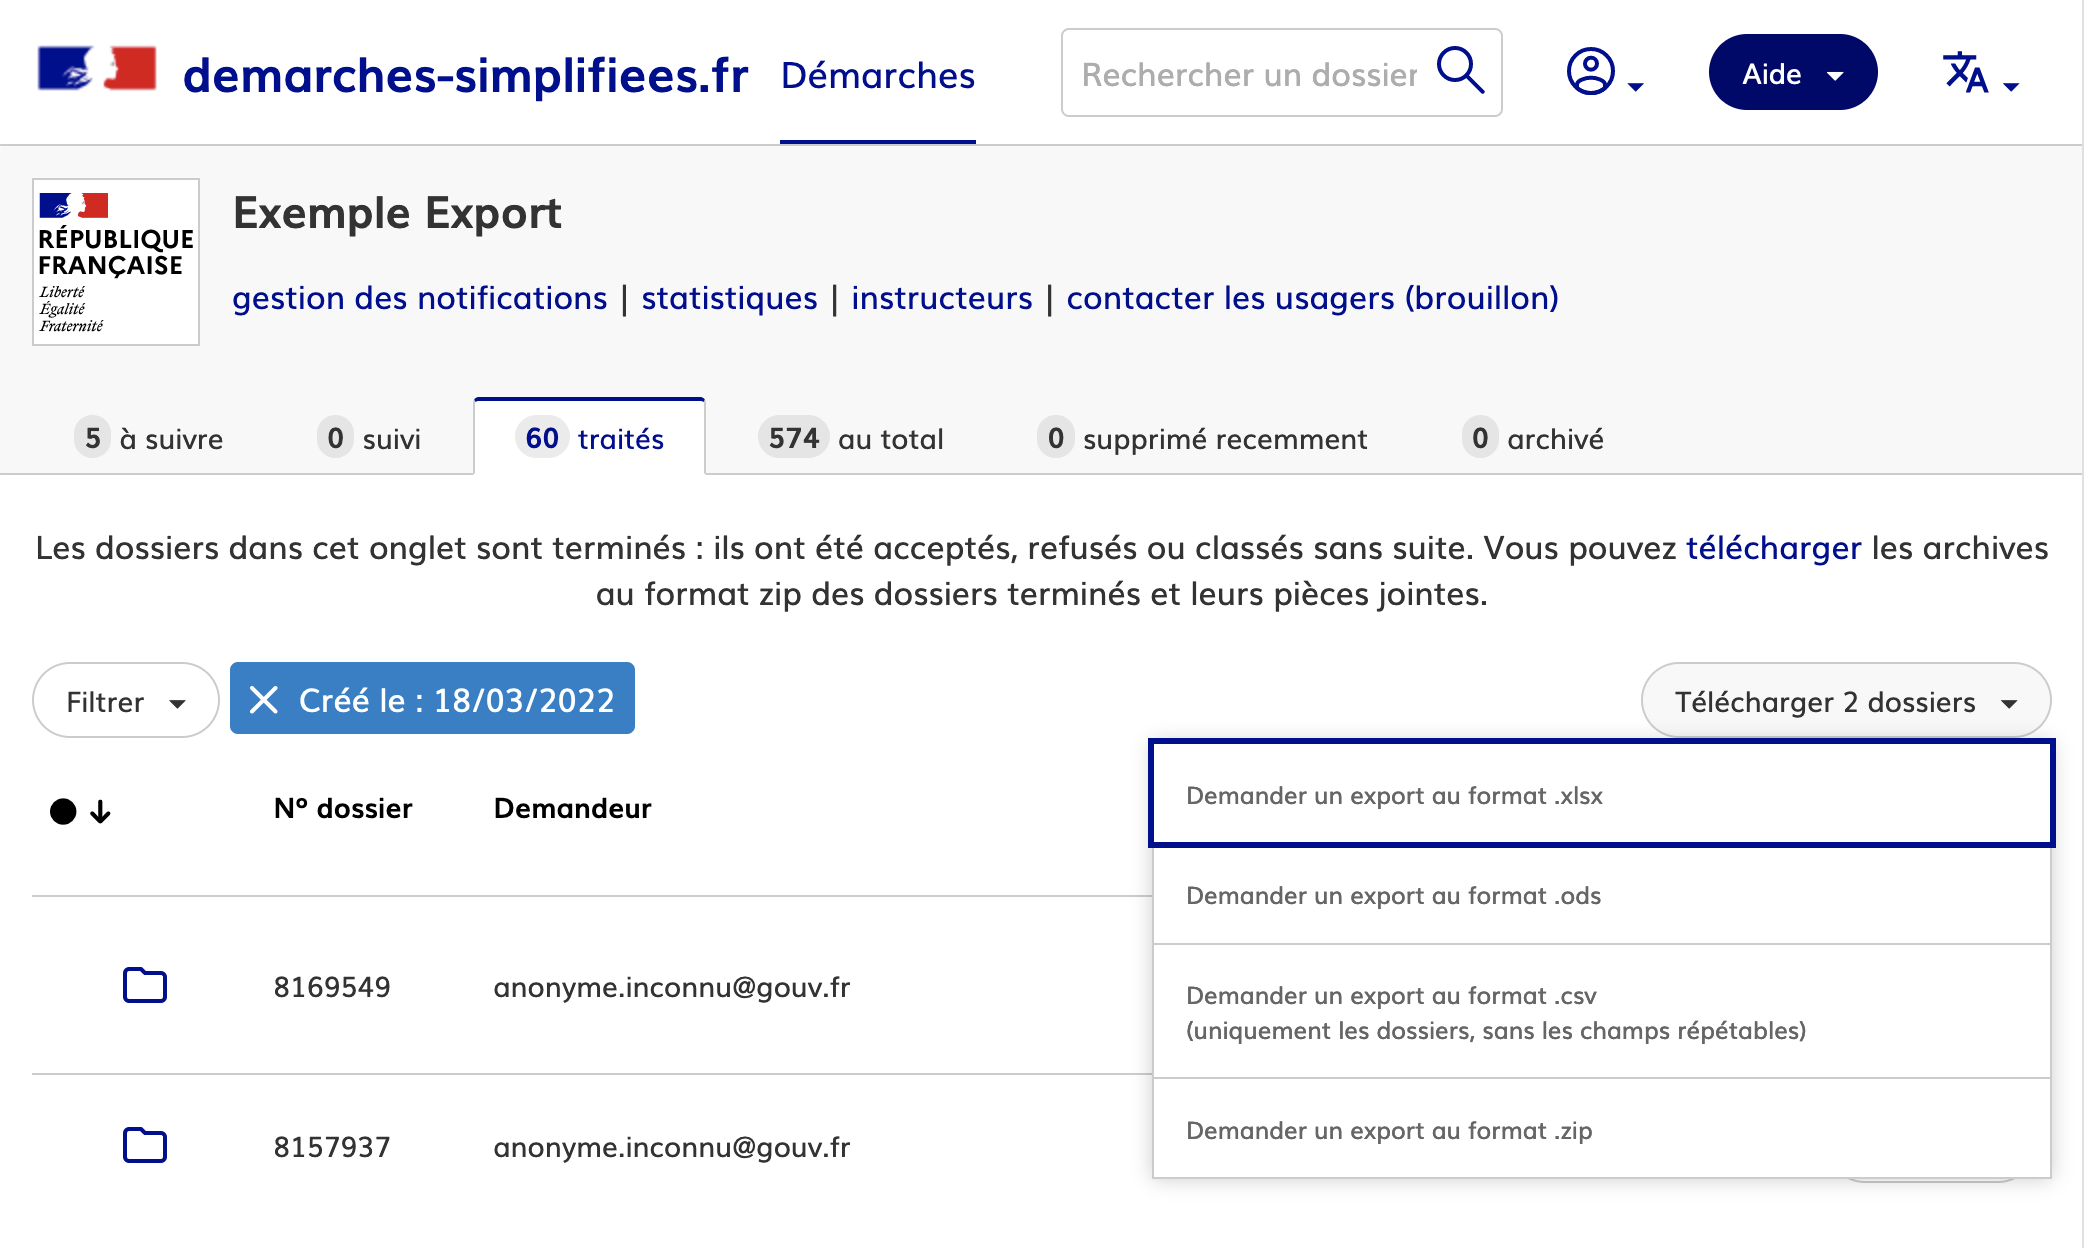 demarches-simplifiees.fr
Démarches
Rechercher un dossier
Aide
RÉPUBLIQUE
FRANÇAISE
Liberté
Égalité
Fraternité
Exemple Export
gestion des notifications | statistiques | instructeurs | contacter les usagers (brouillon)
5 à suivre
0 suivi
60 traités
574 au total
0 supprimé recemment
0 archivé
Les dossiers dans cet onglet sont terminés : ils ont été acceptés, refusés ou classés sans suite. Vous pouvez télécharger les archives
au format zip des dossiers terminés et leurs pièces jointes.
Filtrer
Créé le : 18/03/2022
Télécharger 2 dossiers
Demander un export au format .xlsx
Demander un export au format .ods
Demander un export au format .csv
(uniquement les dossiers, sans les champs répétables)
Demander un export au format .zip
Nº dossier
Demandeur
8169549
anonyme.inconnu@gouv.fr
8157937
anonyme.inconnu@gouv.fr